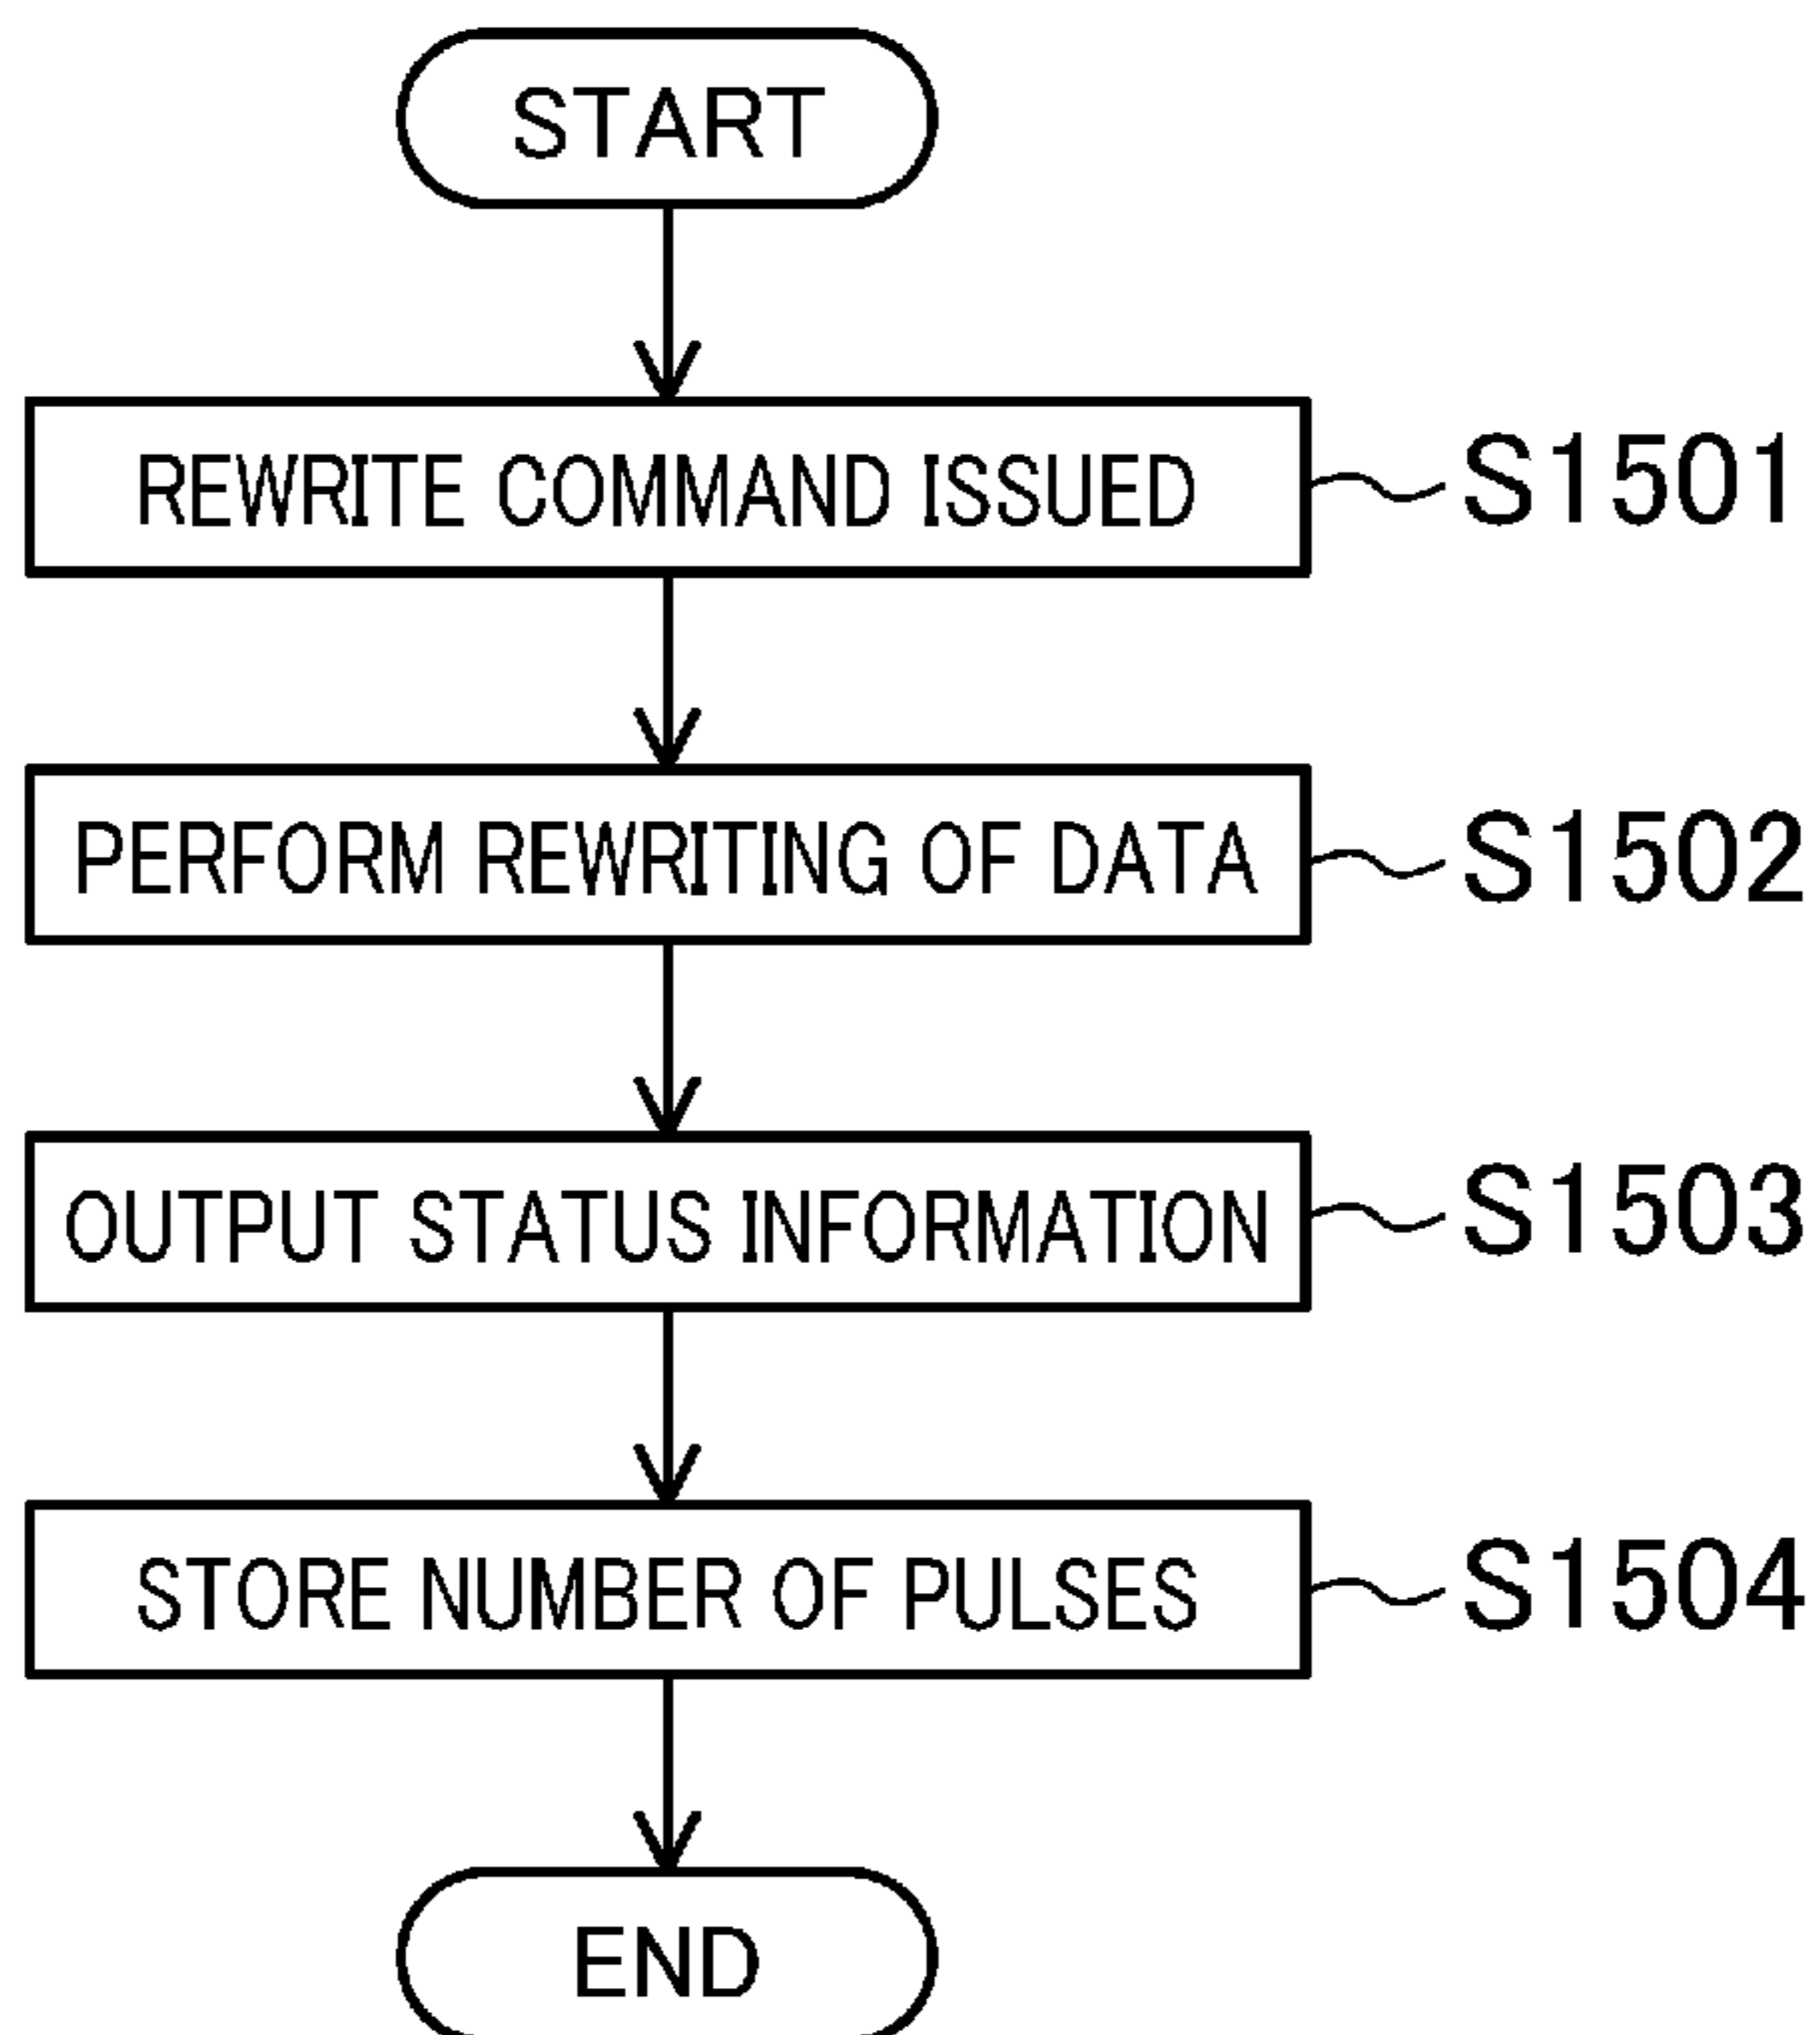 START
REWRITE COMMAND ISSUED S1501
PERFORM REWRITING OF DATA S1502
OUTPUT STATUS INFORMATION S1503
STORE NUMBER OF PULSES S1504
END